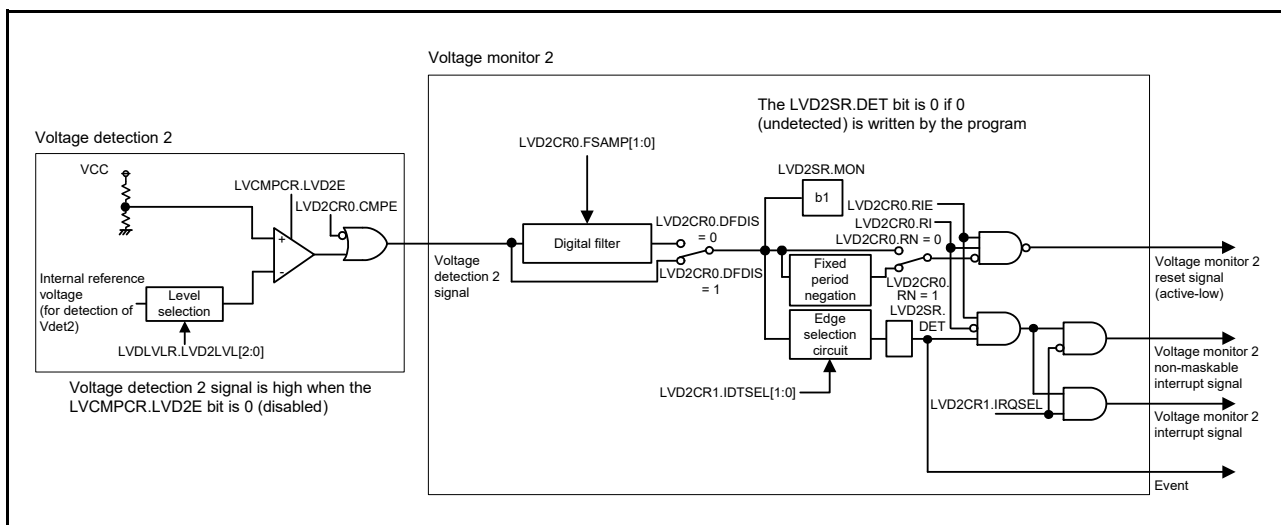 Voltage monitor 2
The LVD2SR.DET bit is 0 if 0
(undetected) is written by the program
Voltage detection 2
VCC
LVCMPCR.LVD2E
LVD2CR0.CMPE
+
-
Internal reference
voltage
(for detection of
Vdet2)
Level
selection
LVDLVLR.LVD2LVL[2:0]
Voltage detection 2 signal is high when the
LVCMPCR.LVD2E bit is 0 (disabled)
LVD2CR0.FSAMP[1:0]
Digital filter
Voltage
detection 2
signal
LVD2CR0.DFDIS
= 0
LVD2CR0.DFDIS
= 1
LVD2SR.MON
b1
LVD2CR0.RIE
LVD2CR0.RI
LVD2CR0.RN = 0
Fixed
period
negation
LVD2CR0.
RN = 1
LVD2SR.
DET
Edge
selection
circuit
LVD2CR1.IDTSEL[1:0]
LVD2CR1.IRQSEL
Voltage monitor 2
reset signal
(active-low)
Voltage monitor 2
non-maskable
interrupt signal
Voltage monitor 2
interrupt signal
Event